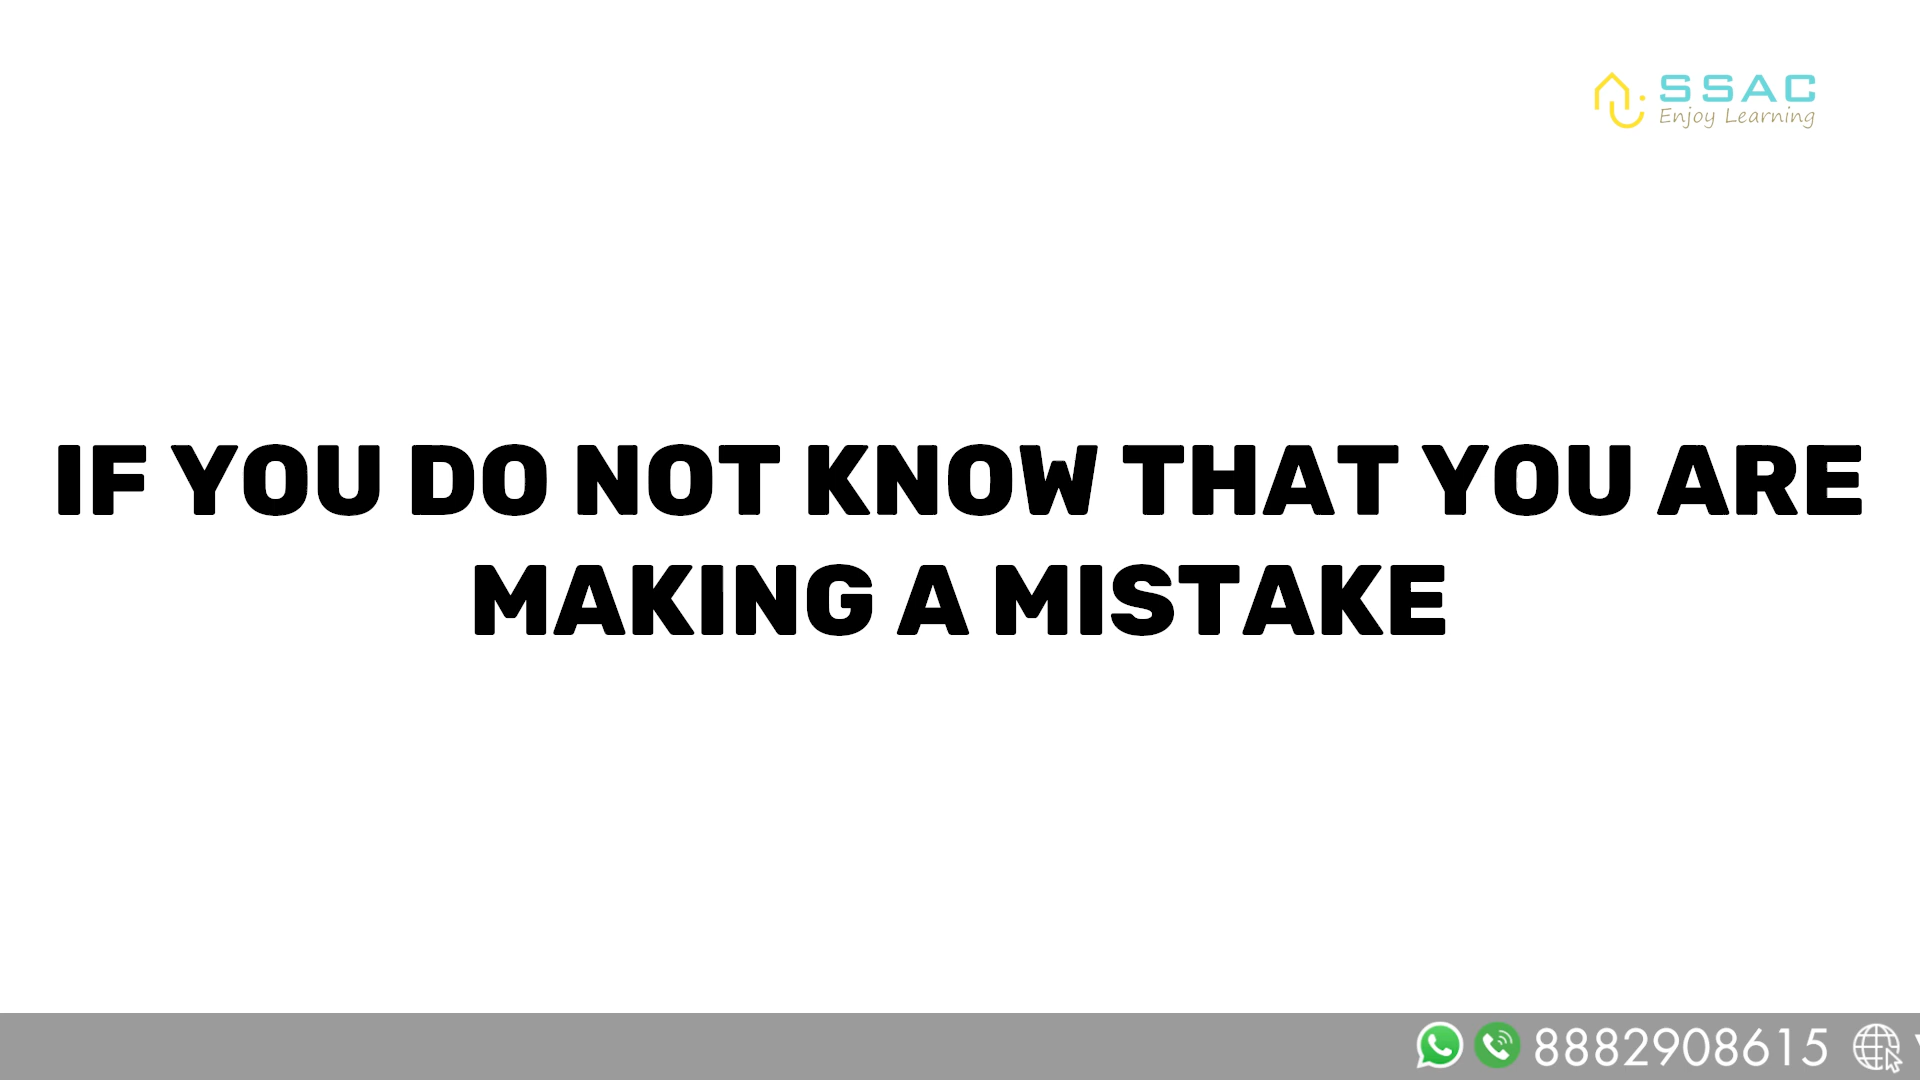 SSAC
Enjoy Learning
IF YOU DO NOT KNOW THAT YOU ARE
MAKING A MISTAKE
8882908615